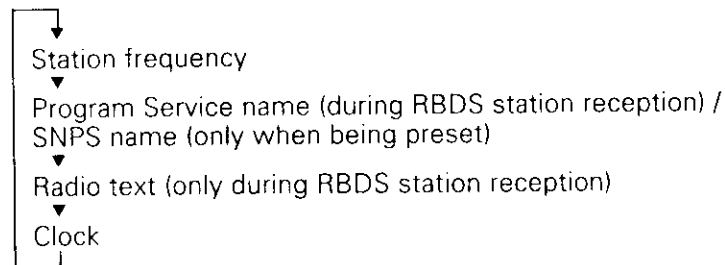 Station frequency
Program Service name (during RBDS station reception) /
SNPS name (only when being preset)
Radio text (only during RBDS station reception)
Clock